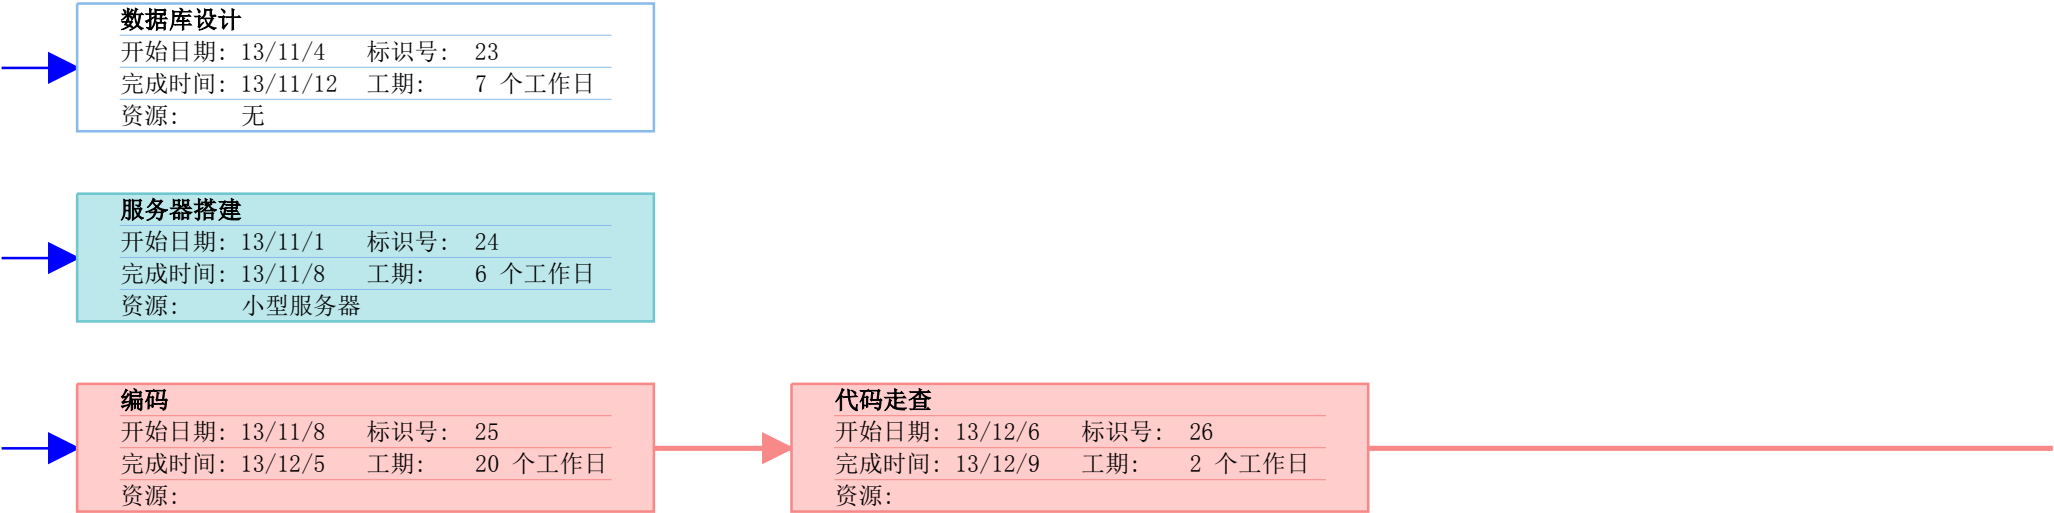 数据库设计
开始日期: 13/11/4 标识号: 23
完成时间: 13/11/12 工期: 7 个工作日
资源: 无
服务器搭建
开始日期: 13/11/1 标识号: 24
完成时间: 13/11/8 工期: 6 个工作日
资源: 小型服务器
编码
开始日期: 13/11/8 标识号: 25
完成时间: 13/12/5 工期: 20 个工作日
资源:
代码走查
开始日期: 13/12/6 标识号: 26
完成时间: 13/12/9 工期: 2 个工作日
资源: